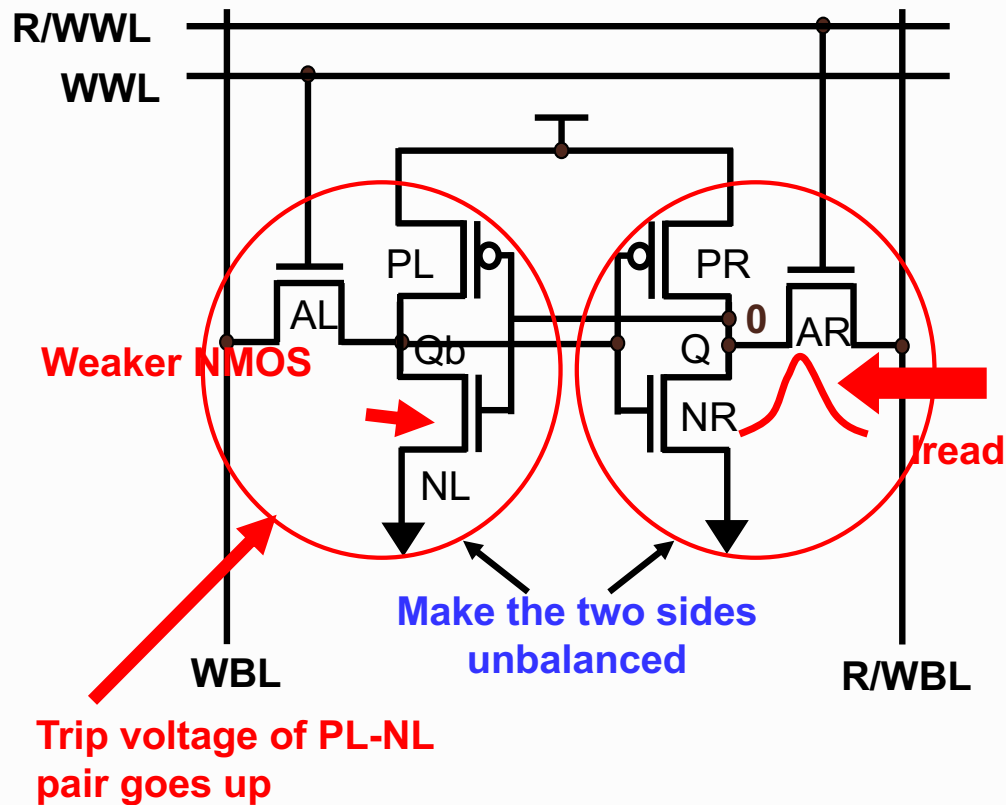 R/WWL
WWL
PL
PR
0
AL
AR
Weaker NMOS
Qb
Q
NR
Iread
NL
Make the two sides
unbalanced
WBL
R/WBL
Trip voltage of PL-NL
pair goes up